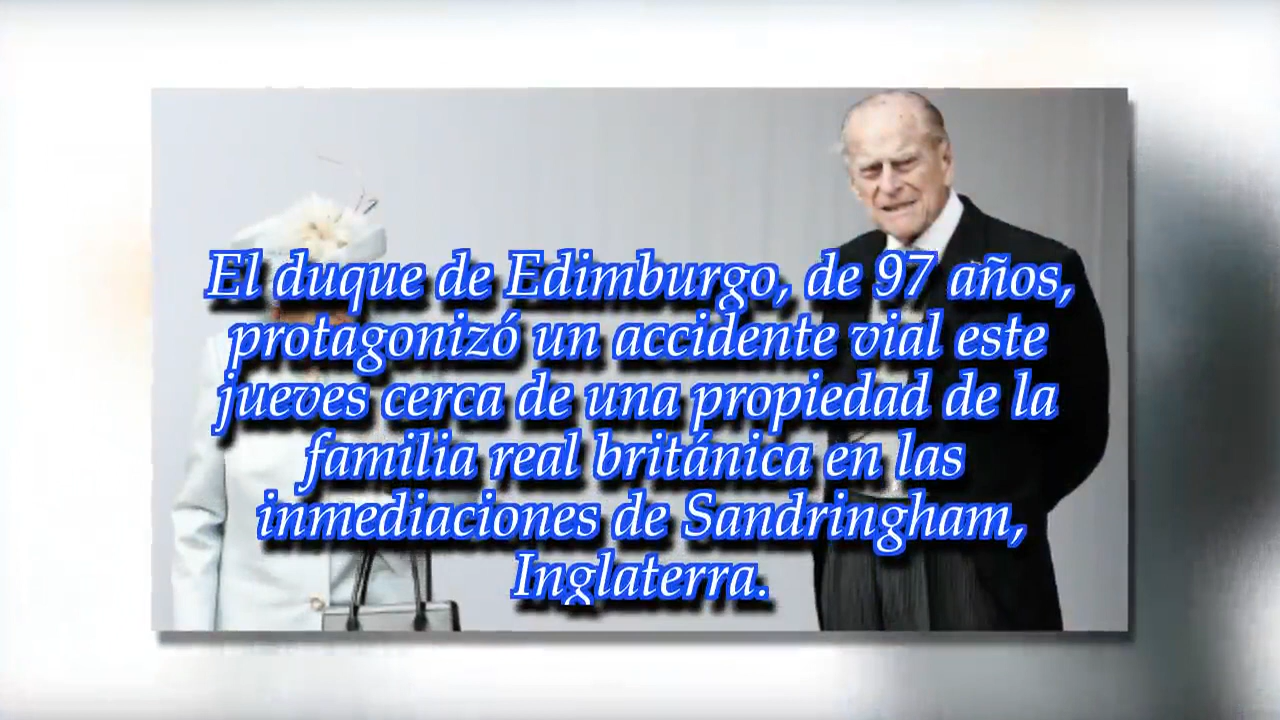 El duque de Edimburgo, de 97 años,
protagonizó un accidente vial este
jueves cerca de una propiedad de la
familia real británica en las
inmediaciones de Sandringham,
Inglaterra.